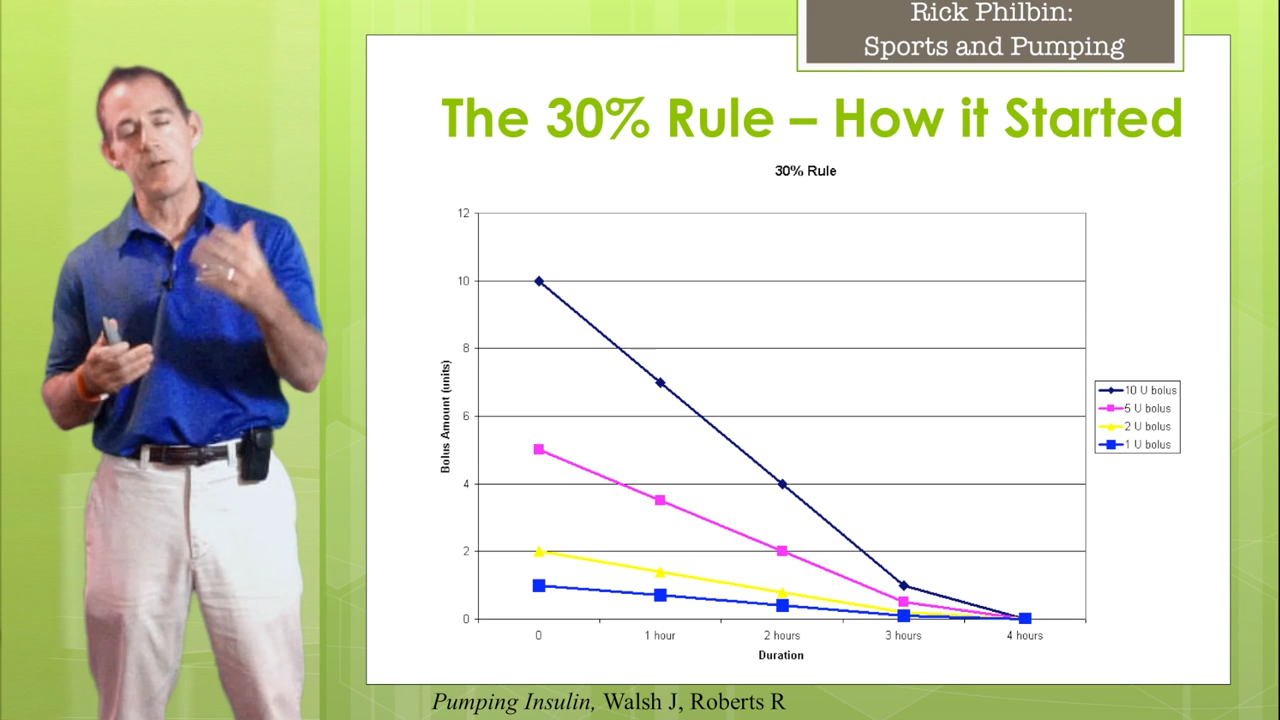 Rick Philbin:
Sports and Pumping
The 30% Rule – How it Started
30% Rule
Bolus Amount (units)
12
10
8
6
4
2
0
0
1 hour
2 hours
3 hours
4 hours
Duration
10 U bolus
5 U bolus
2 U bolus
1 U bolus
Pumping Insulin, Walsh J, Roberts R